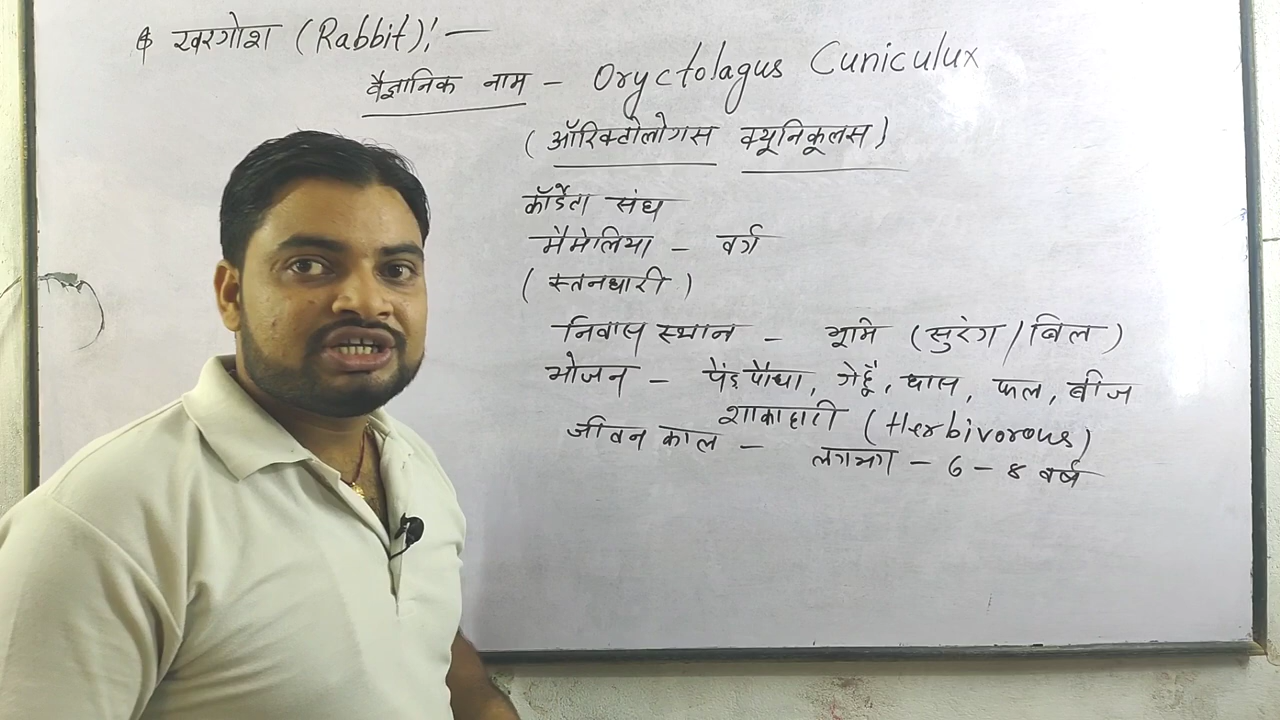 खरगोश (Rabbit):—
वैज्ञानिक नाम - Oryctolagus Cuniculux
(ऑरिक्टोलोगस क्यूनिकूलस)
कॉर्डेटा संघ
मैमेलिया - वर्ग
(स्तनधारी)
निवास स्थान - भूमि (सुरंग/बिल)
भोजन - पेड़ पौधा, गेहूँ, घास, फल, बीज
शाकाहारी (Herbivorous)
जीवन काल - लगभग - 6-8 वर्ष